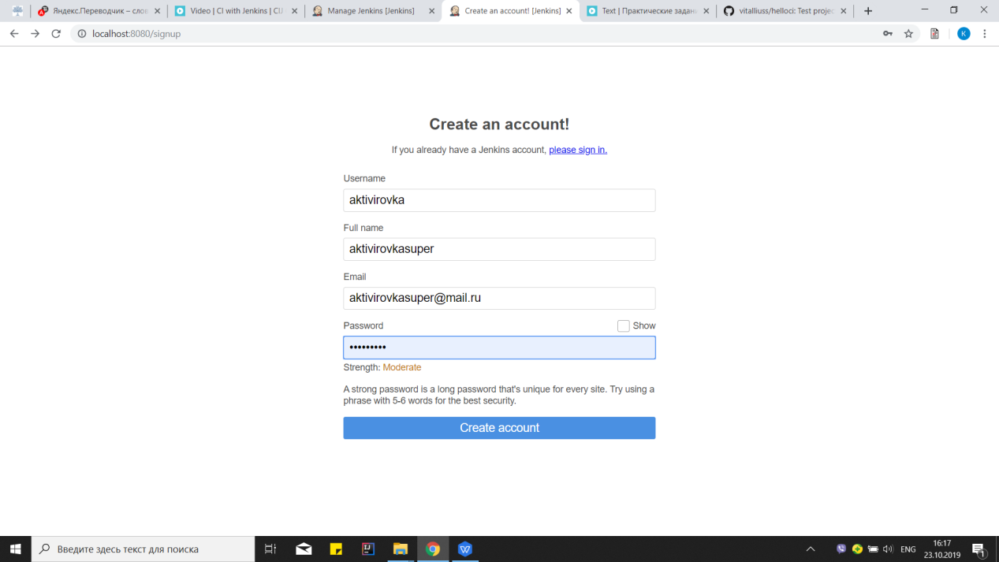 Яндекс.Переводчик – слов
Video | CI with Jenkins | CI,
Manage Jenkins [Jenkins]
Create an account! [Jenkins]
Text | Практические задани
vitalliuss/helloci: Test projec
localhost:8080/signup
K
Create an account!
If you already have a Jenkins account, please sign in.
Username
aktivirovka
Full name
aktivirovkasuper
Email
aktivirovkasuper@mail.ru
Password
Show
•••••••••
Strength: Moderate
A strong password is a long password that's unique for every site. Try using a
phrase with 5-6 words for the best security.
Create account
Введите здесь текст для поиска
ENG
16:17
23.10.2019
1